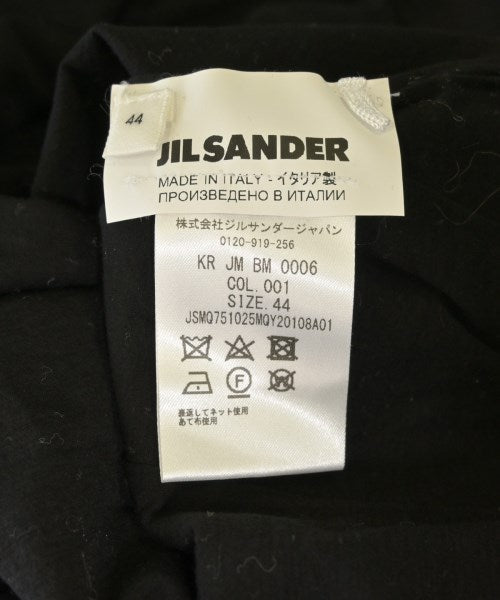 44
JIL SANDER
MADE IN ITALY - イタリア製
ПРОИЗВЕДЕНО В ИТАЛИИ
株式会社ジルサンダージャパン
0120-919-256
KR JM BM 0006
COL. 001
SIZE. 44
JSMQ751025MQY20108A01
F
裏返してネット使用
あて布使用